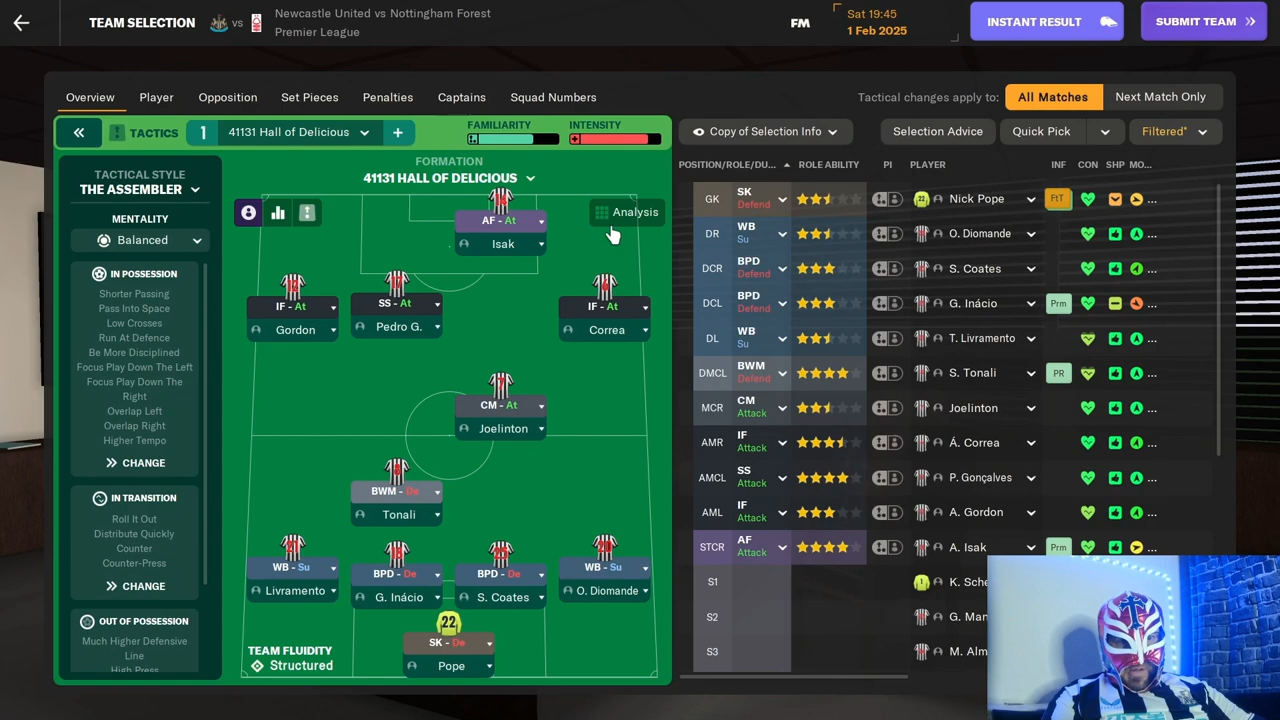 TEAM SELECTION
vs
Newcastle United vs Nottingham Forest
Premier League
FM
Sat 19:45
1 Feb 2025
INSTANT RESULT
SUBMIT TEAM
Overview
Player
Opposition
Set Pieces
Penalties
Captains
Squad Numbers
Tactical changes apply to:
All Matches
Next Match Only
TACTICS
1
41131 Hall of Delicious
+
FAMILIARITY
INTENSITY
TACTICAL STYLE
THE ASSEMBLER
MENTALITY
Balanced
IN POSSESSION
Shorter Passing
Pass Into Space
Low Crosses
Run At Defence
Be More Disciplined
Focus Play Down The Left
Focus Play Down The
Right
Overlap Left
Overlap Right
Higher Tempo
CHANGE
IN TRANSITION
Roll It Out
Distribute Quickly
Counter
Counter-Press
CHANGE
OUT OF POSSESSION
Much Higher Defensive
Line
High Press
FORMATION
41131 HALL OF DELICIOUS
Analysis
AF - At
Isak
IF - At
Gordon
SS - At
Pedro G.
IF - At
Correa
CM - At
Joelinton
BWM - De
Tonali
WB - Su
Livramento
BPD - De
G. Inácio
BPD - De
S. Coates
WB - Su
O. Diomande
22
SK - De
Pope
TEAM FLUIDITY
Structured
Copy of Selection Info
Selection Advice
Quick Pick
Filtered*
POSITION/ROLE/DU...
ROLE ABILITY
PI
PLAYER
INF
CON
SHP
MO...
GK SK Defend Nick Pope FtT ...
DR WB Su O. Diomande ...
DCR BPD Defend S. Coates ...
DCL BPD Defend G. Inácio Prm ...
DL WB Su T. Livramento ...
DMCL BWM Defend S. Tonali PR ...
MCR CM Attack Joelinton ...
AMR IF Attack Á. Correa ...
AMCL SS Attack P. Gonçalves ...
AML IF Attack A. Gordon ...
STCR AF Attack A. Isak Prm ...
S1 K. Sche
S2 G. Man
S3 M. Alm